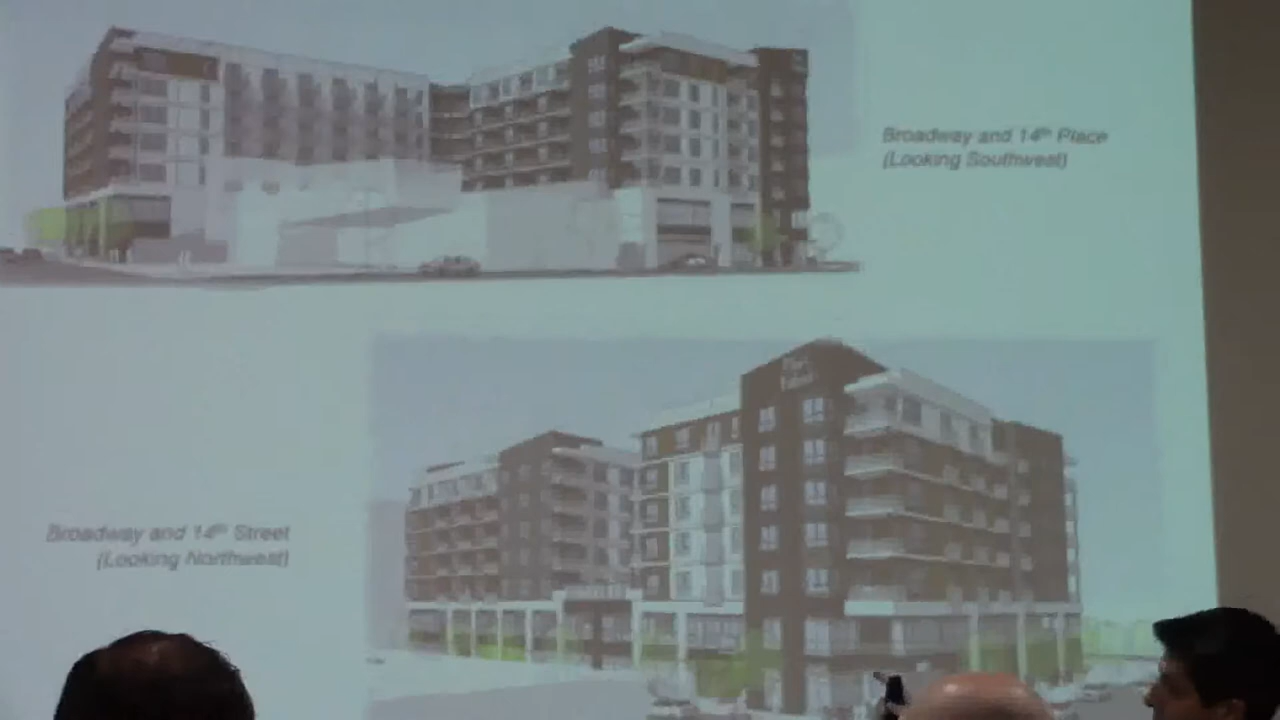 Broadway and 14th Place
(Looking Southwest)
Broadway and 14th Street
(Looking Northwest)